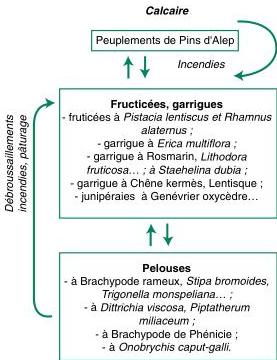 Calcaire
Peuplements de Pins d'Alep
Incendies
Débroussaillements
incendies, pâturage
Fructicées, garrigues
- fruticées à Pistacia lentiscus et Rhamnus
alaternus ;
- garrigue à Erica multiflora ;
- garrigue à Rosmarin, Lithodora
fruticosa… ; à Staehelina dubia ;
- garrigue à Chêne kermès, Lentisque ;
- junipéraies à Genévrier oxycèdre…
Pelouses
- à Brachypode rameux, Stipa bromoides,
Trigonella monspeliana… ;
- à Dittrichia viscosa, Piptatherum
miliaceum ;
- à Brachypode de Phénicie ;
- à Onobrychis caput-galli.